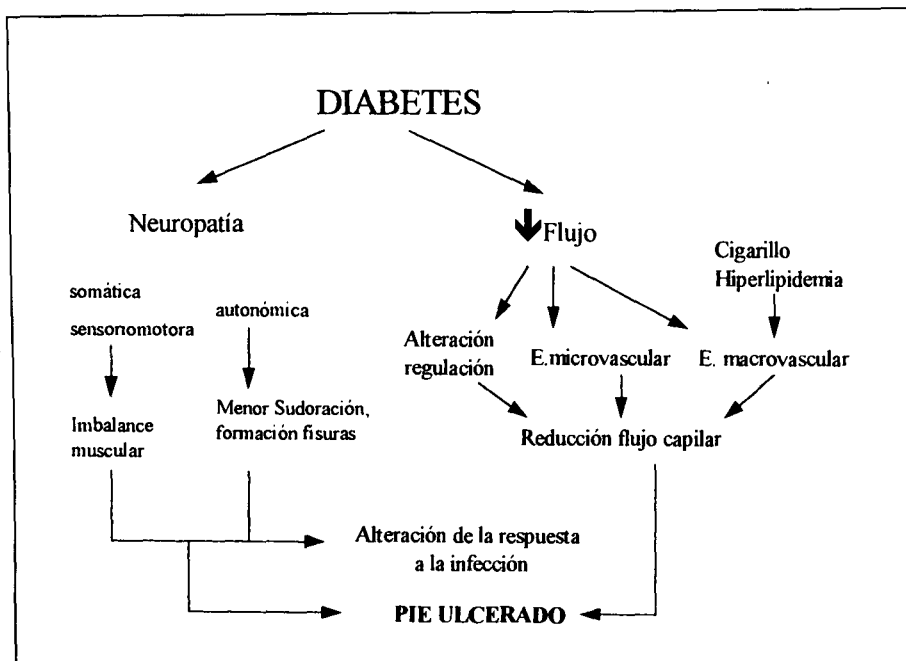 DIABETES
Neuropatía
Flujo
Cigarillo
Hiperlipidemia
somática
sensoriomotora
autonómica
Alteración
regulación
E.microvascular
E. macrovascular
Imbalance
muscular
Menor Sudoración,
formación fisuras
Reducción flujo capilar
Alteración de la respuesta
a la infección
PIE ULCERADO